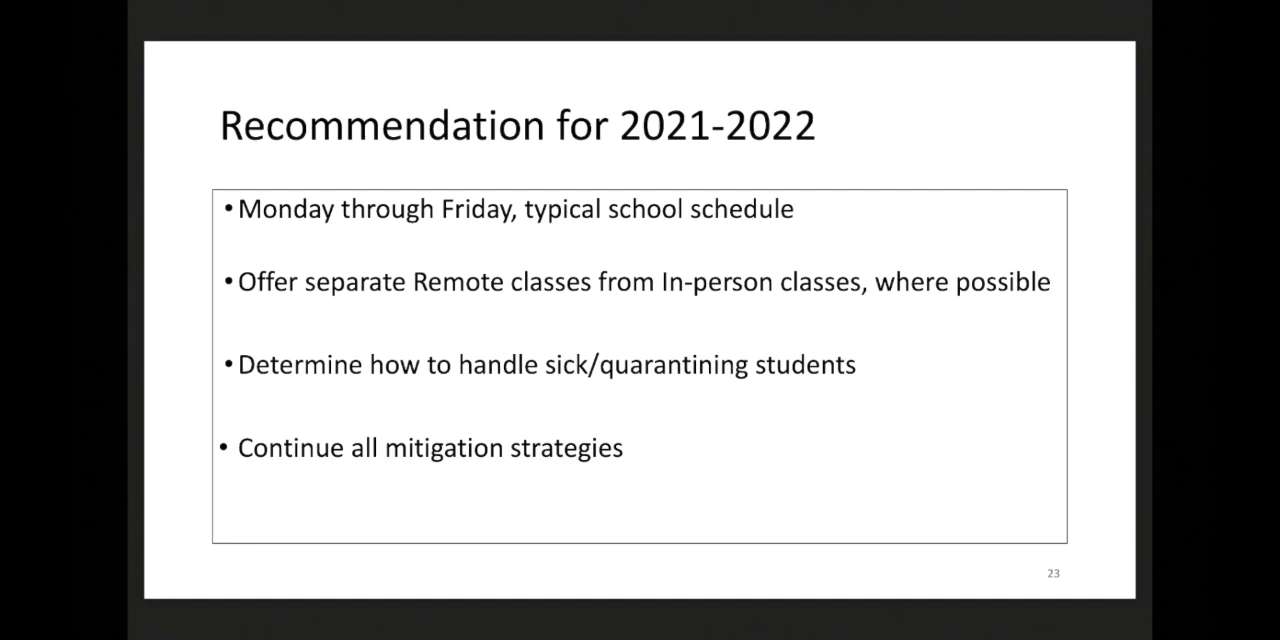 Recommendation for 2021-2022
• Monday through Friday, typical school schedule
• Offer separate Remote classes from In-person classes, where possible
• Determine how to handle sick/quarantining students
• Continue all mitigation strategies
23